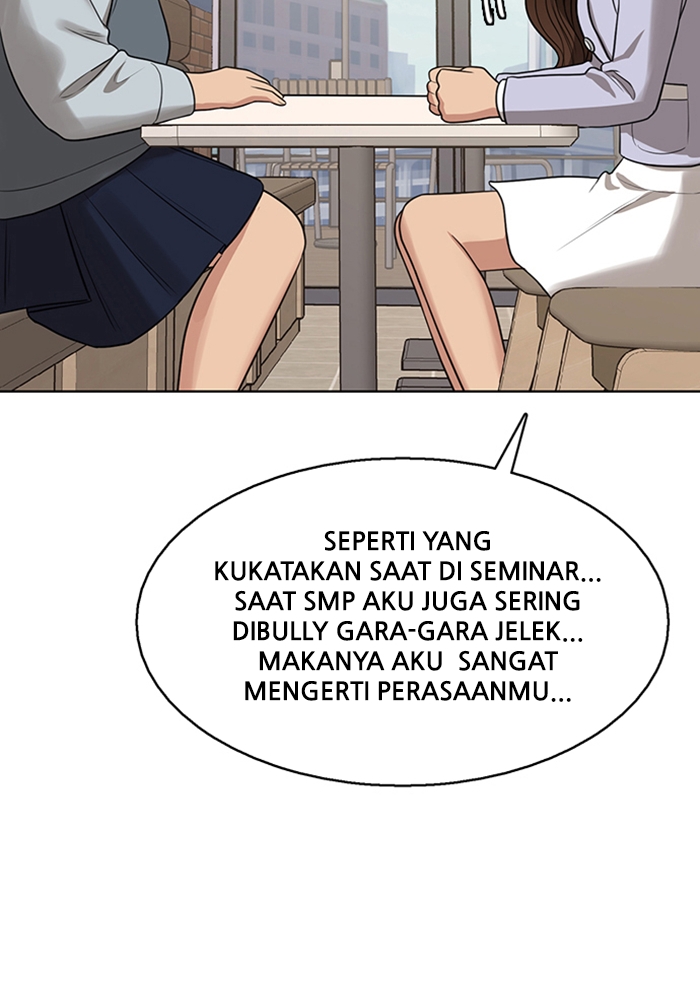 SEPERTI YANG
KUKATAKAN SAAT DI SEMINAR...
SAAT SMP AKU JUGA SERING
DIBULLY GARA-GARA JELEK...
MAKANYA AKU SANGAT
MENGERTI PERASAANMU...